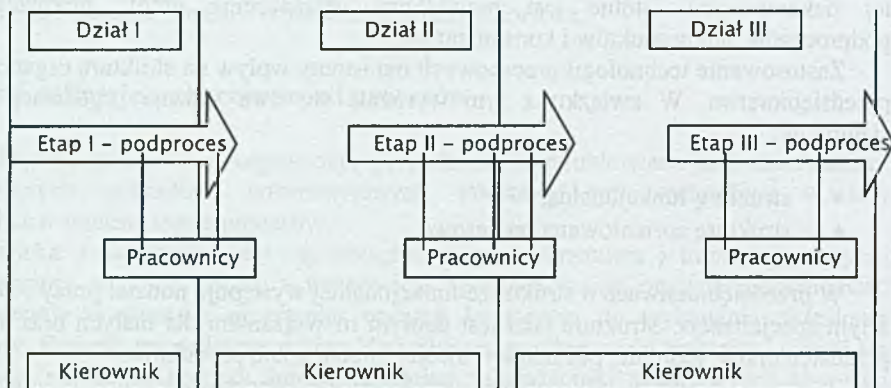 Dział I
Dział II
Dział III
Etap I – podproces
Etap II – podproces
Etap III – podproces
Pracownicy
Pracownicy
Pracownicy
Kierownik
Kierownik
Kierownik